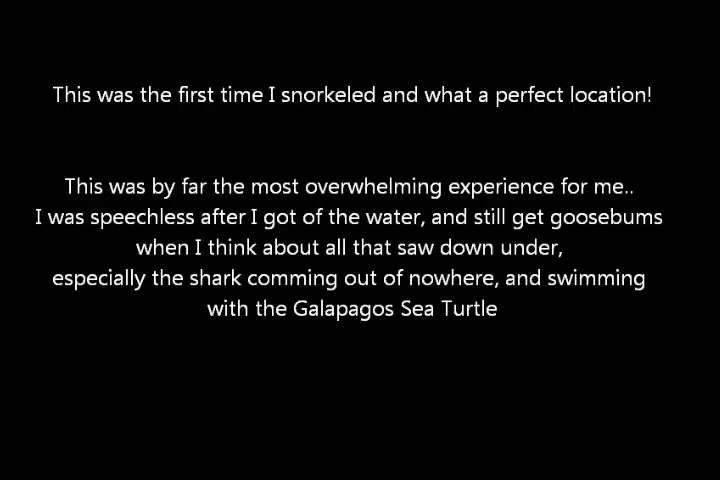 This was the first time I snorkeled and what a perfect location!
This was by far the most overwhelming experience for me..
I was speechless after I got of the water, and still get goosebums
when I think about all that saw down under,
especially the shark comming out of nowhere, and swimming
with the Galapagos Sea Turtle